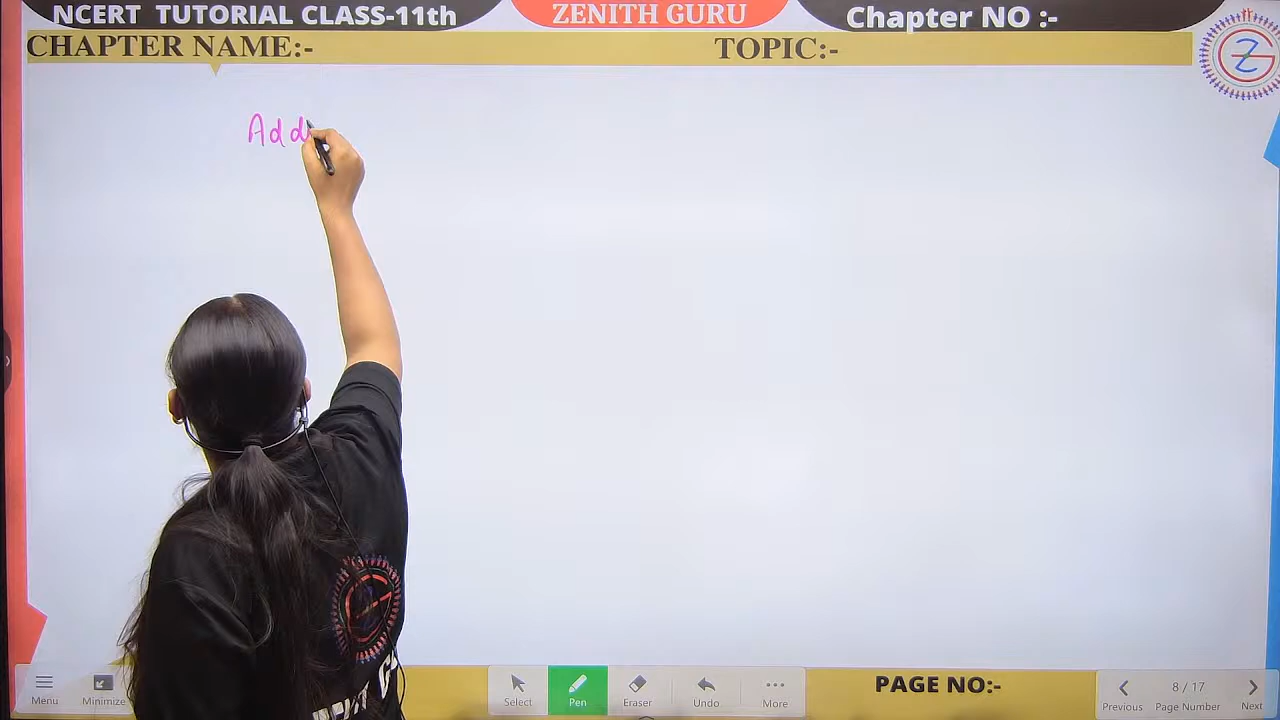 NCERT TUTORIAL CLASS-11th
ZENITH GURU
Chapter NO :-
CHAPTER NAME:-
TOPIC:-
Add
Menu
Minimize
Select
Pen
Eraser
Undo
More
PAGE NO:-
Previous
8 / 17
Page Number
Next